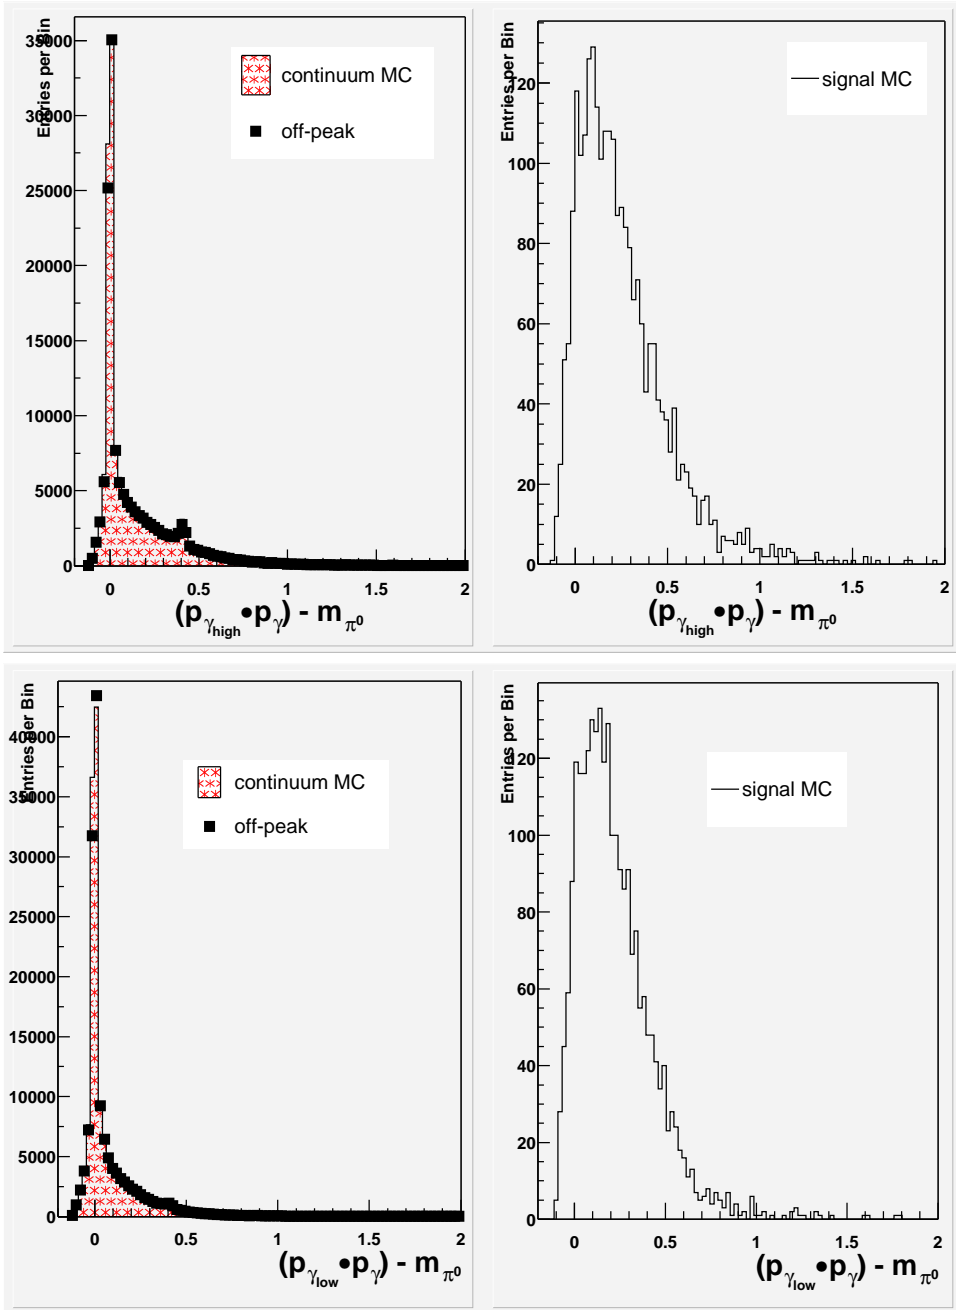 Entries per Bin
35000
30000
25000
20000
15000
10000
5000
0
continuum MC
off-peak
0 0.5 1 1.5 2
(p_γ_high•p_γ) - m_π⁰
Entries per Bin
120
100
80
60
40
20
0
signal MC
0 0.5 1 1.5 2
(p_γ_high•p_γ) - m_π⁰
Entries per Bin
40000
35000
30000
25000
20000
15000
10000
5000
0
continuum MC
off-peak
0 0.5 1 1.5 2
(p_γ_low•p_γ) - m_π⁰
Entries per Bin
120
100
80
60
40
20
0
signal MC
0 0.5 1 1.5 2
(p_γ_low•p_γ) - m_π⁰